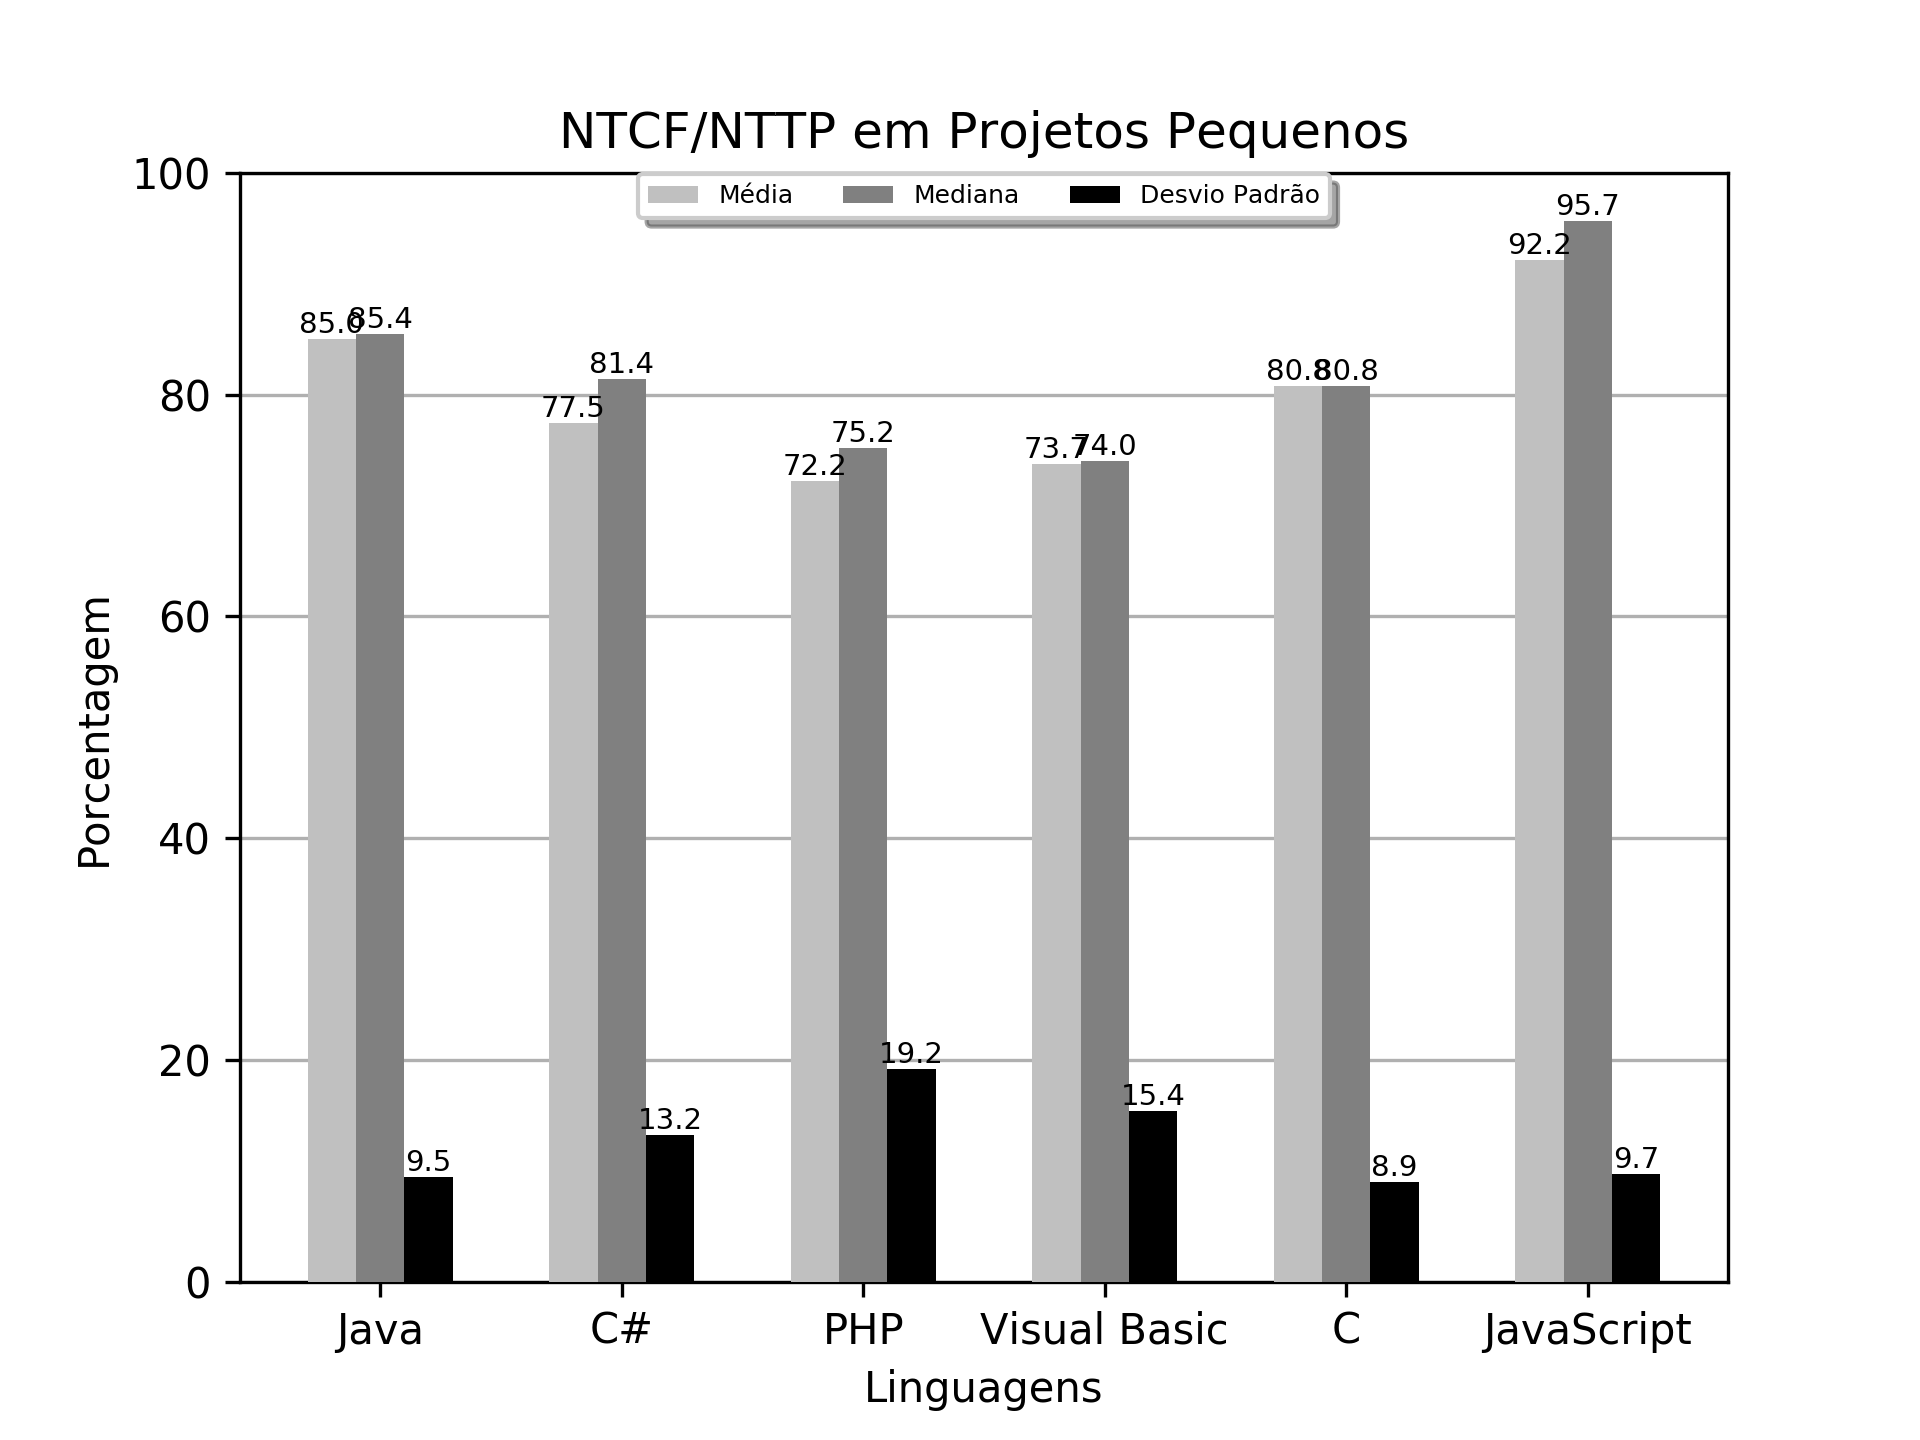 NTCF/NTTP em Projetos Pequenos
Média Mediana Desvio Padrão
100
80
60
40
20
0
Porcentagem
85.0 85.4 9.5
77.5 81.4 13.2
72.2 75.2 19.2
73.7 74.0 15.4
80.8 80.8 8.9
92.2 95.7 9.7
Java C# PHP Visual Basic C JavaScript
Linguagens